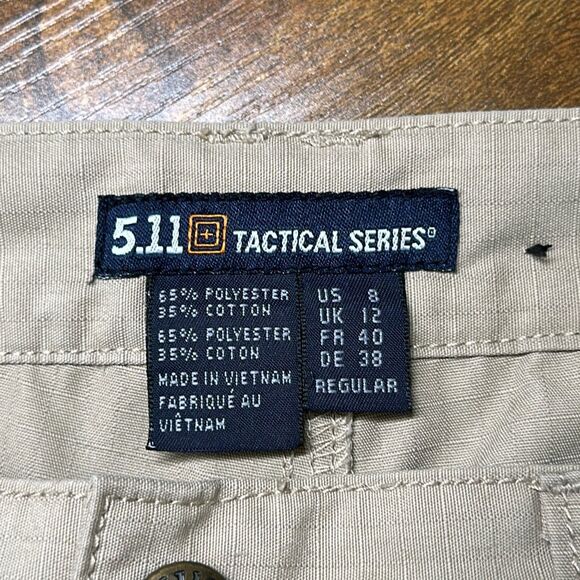 5.11 TACTICAL SERIES®
65% POLYESTER
35% COTTON
65% POLYESTER
35% COTON
MADE IN VIETNAM
FABRIQUÉ AU
VIÊTNAM
US 8
UK 12
FR 40
DE 38
REGULAR